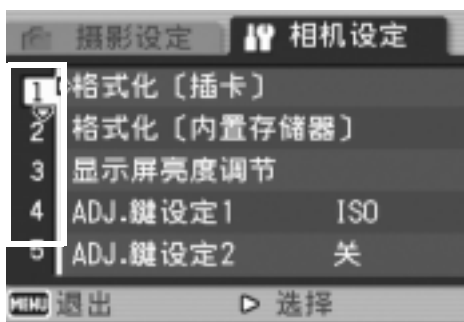 摄影设定 相机设定
1 格式化〔插卡〕
2 格式化〔内置存储器〕
3 显示屏亮度调节
4 ADJ.鍵设定1 ISO
5 ADJ.鍵设定2 关
MENU 退出 选择